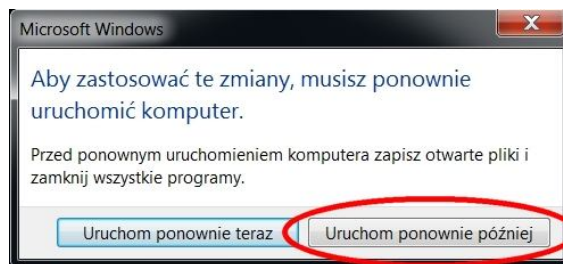 Microsoft Windows
Aby zastosować te zmiany, musisz ponownie
uruchomić komputer.
Przed ponownym uruchomieniem komputera zapisz otwarte pliki i
zamknij wszystkie programy.
Uruchom ponownie teraz
Uruchom ponownie później